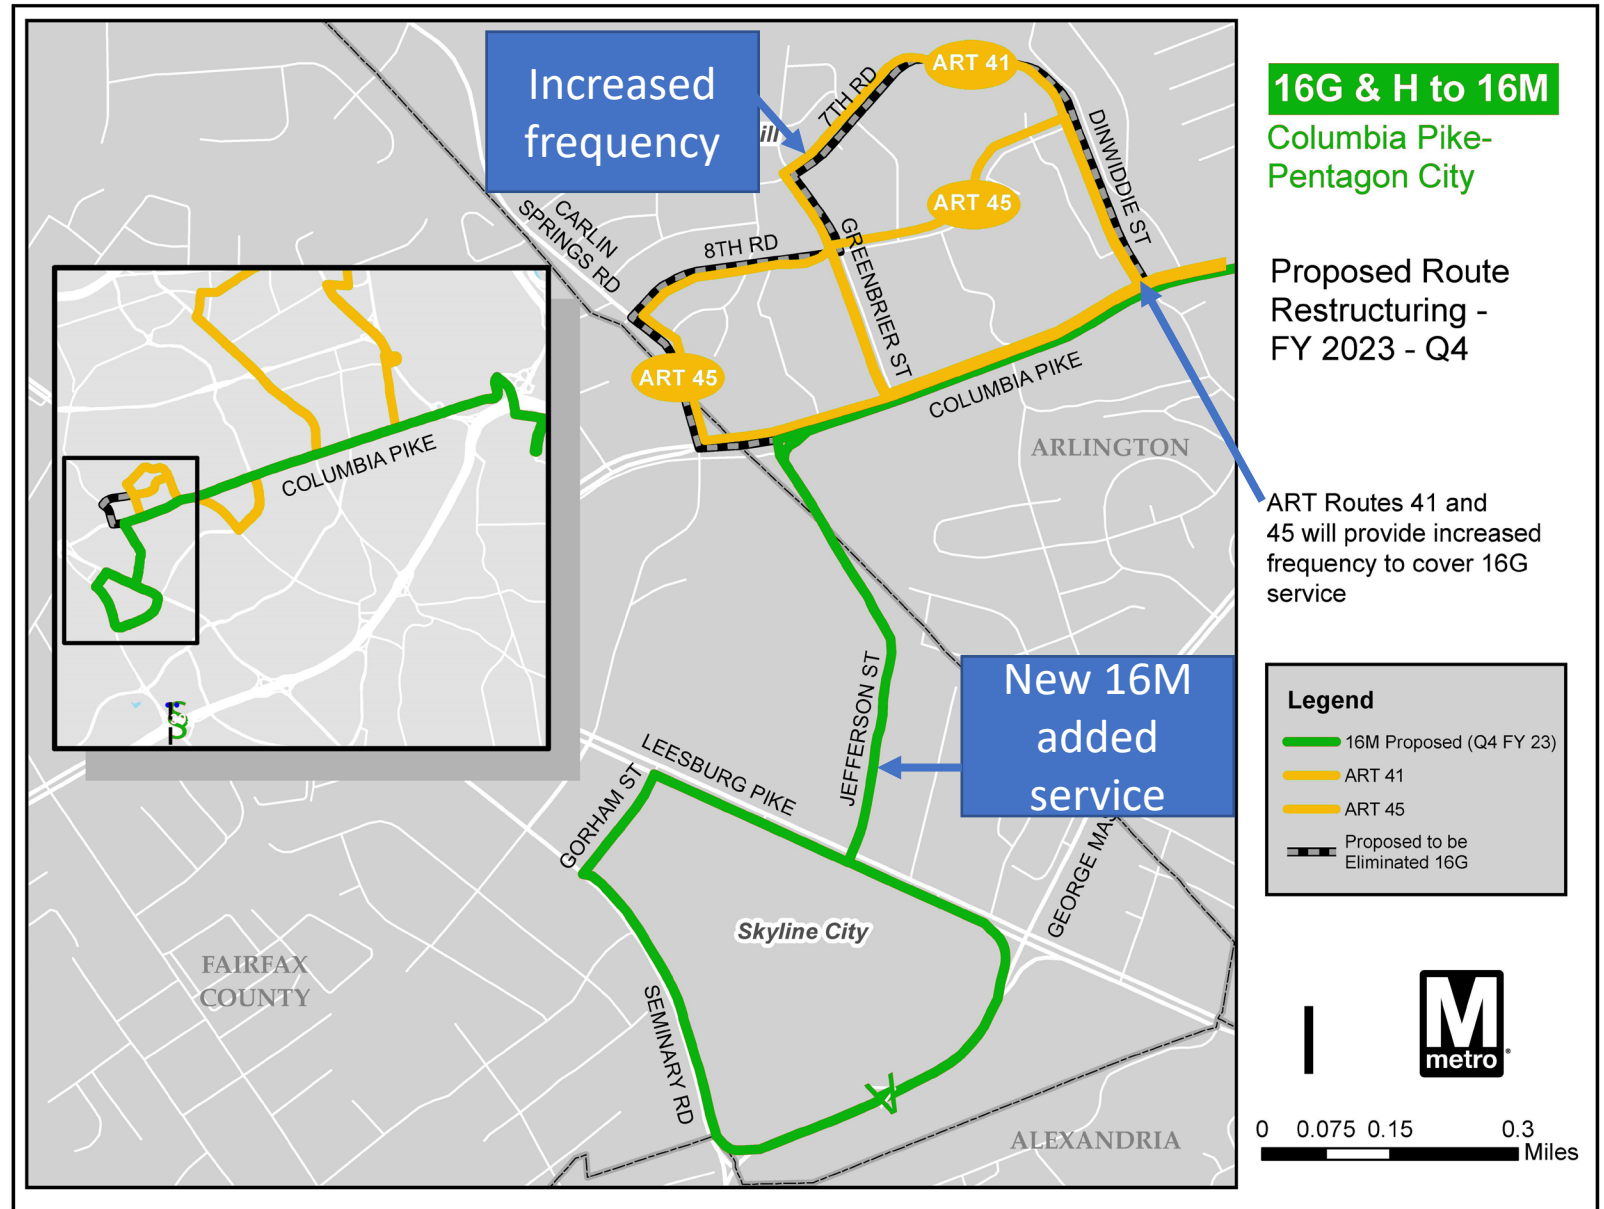 Increased
frequency
ill
ART 41
7TH RD
DINWIDDIE ST
ART 45
CARLIN
SPRINGS RD
8TH RD
GREENBRIER ST
ART 45
COLUMBIA PIKE
ARLINGTON
COLUMBIA PIKE
New 16M
added
service
JEFFERSON ST
LEESBURG PIKE
GORHAM ST
GEORGE MAS
Skyline City
FAIRFAX
COUNTY
SEMINARY RD
ALEXANDRIA
16G & H to 16M
Columbia Pike-
Pentagon City
Proposed Route
Restructuring -
FY 2023 - Q4
ART Routes 41 and
45 will provide increased
frequency to cover 16G
service
Legend
16M Proposed (Q4 FY 23)
ART 41
ART 45
Proposed to be
Eliminated 16G
M
metro
0 0.075 0.15 0.3
Miles